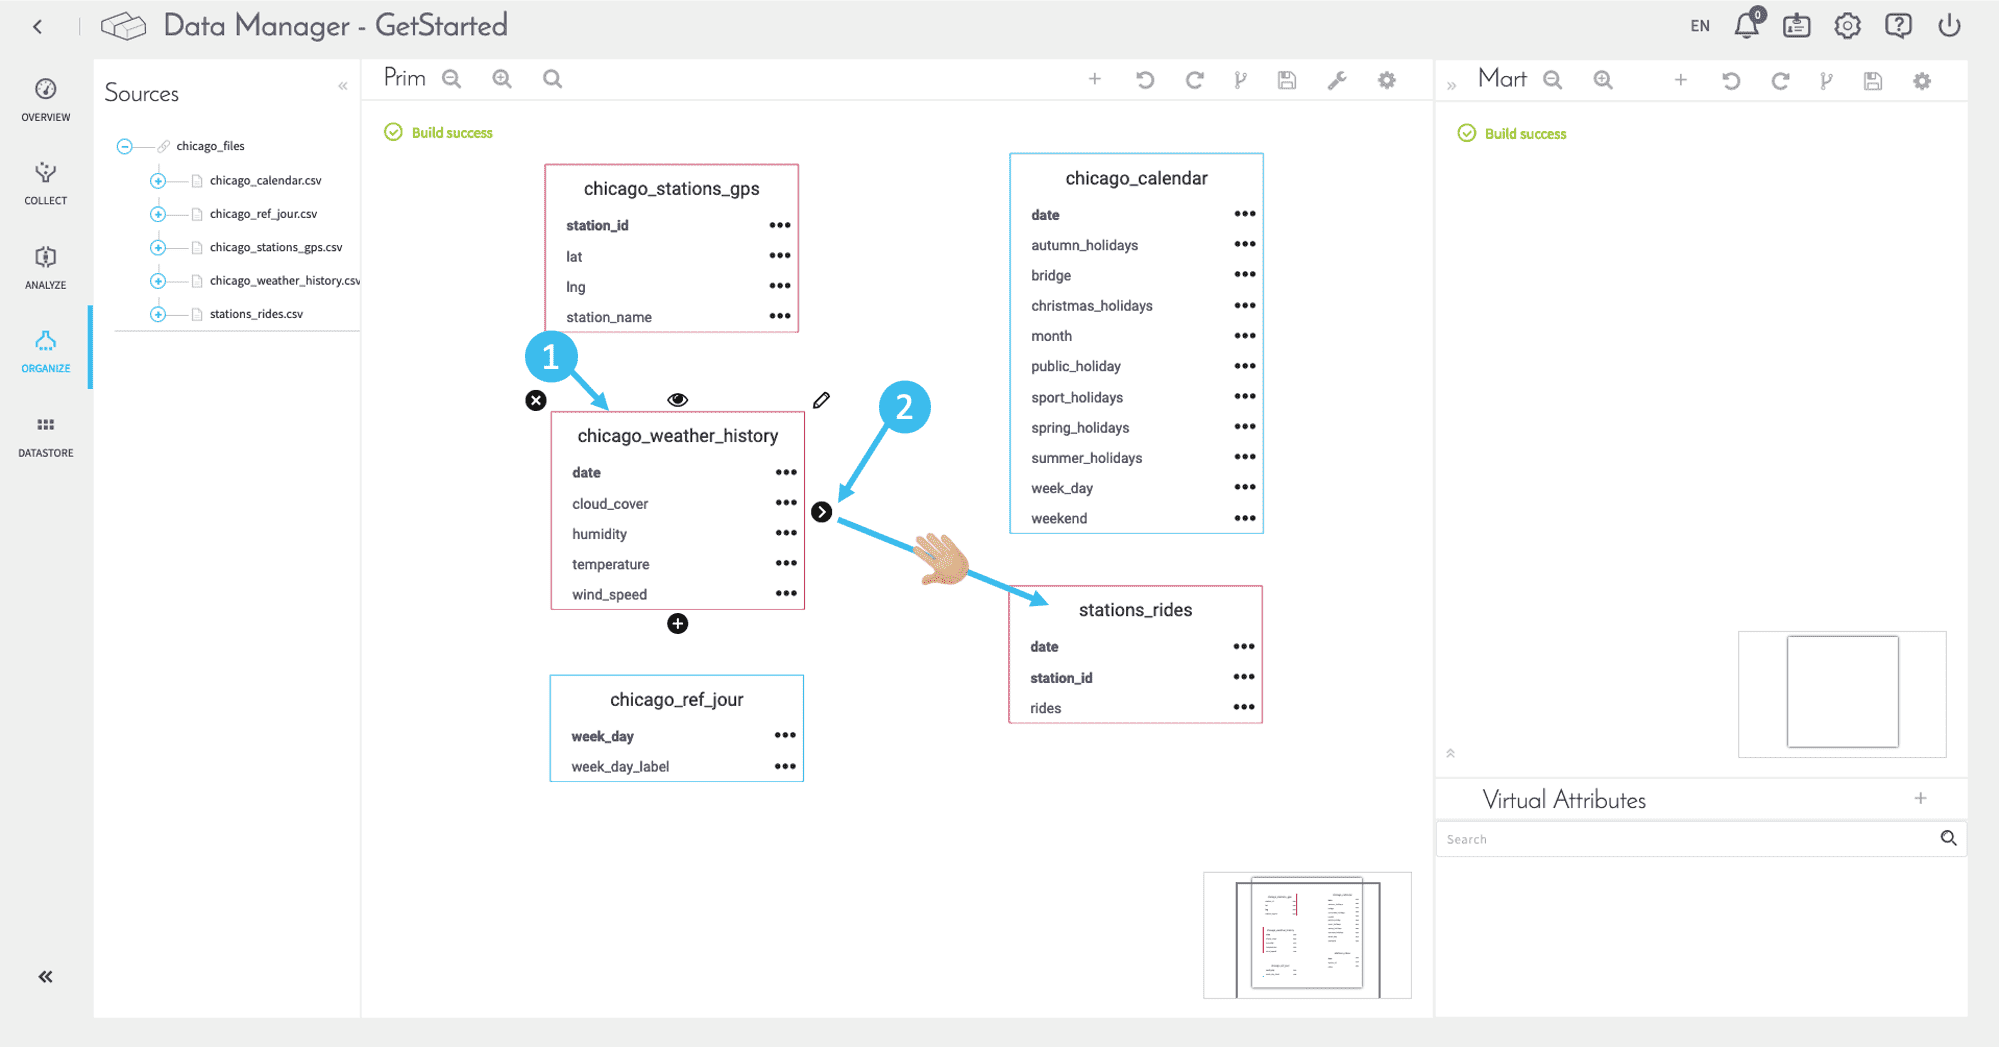 Data Manager - GetStarted
EN
0
OVERVIEW
COLLECT
ANALYZE
ORGANIZE
DATASTORE
Sources
chicago_files
chicago_calendar.csv
chicago_ref_jour.csv
chicago_stations_gps.csv
chicago_weather_history.csv
stations_rides.csv
Prim
Build success
chicago_stations_gps
station_id
lat
lng
station_name
1
2
chicago_weather_history
date
cloud_cover
humidity
temperature
wind_speed
chicago_ref_jour
week_day
week_day_label
chicago_calendar
date
autumn_holidays
bridge
christmas_holidays
month
public_holiday
sport_holidays
spring_holidays
summer_holidays
week_day
weekend
stations_rides
date
station_id
rides
Mart
Build success
Virtual Attributes
Search